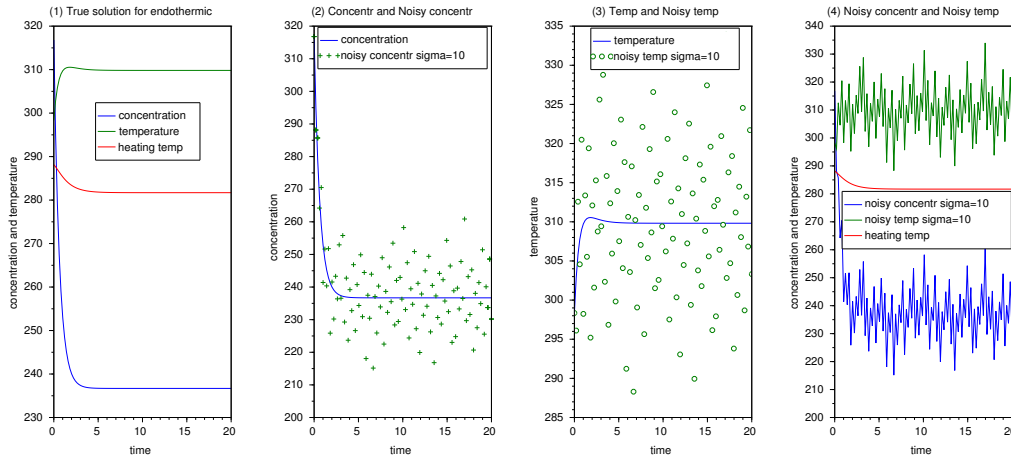 (1) True solution for endothermic
concentration and temperature
320
310
300
290
280
270
260
250
240
230
0
5
10
15
20
time
concentration
temperature
heating temp
(2) Concentr and Noisy concentr
concentration
320
300
280
260
240
220
200
0
5
10
15
20
time
concentration
noisy concentr sigma=10
(3) Temp and Noisy temp
temperature
335
330
325
320
315
310
305
300
295
290
285
0
5
10
15
20
time
temperature
noisy temp sigma=10
(4) Noisy concentr and Noisy temp
concentration and temperature
340
330
320
310
300
290
280
270
260
250
240
230
220
210
200
0
5
10
15
20
time
noisy concentr sigma=10
noisy temp sigma=10
heating temp